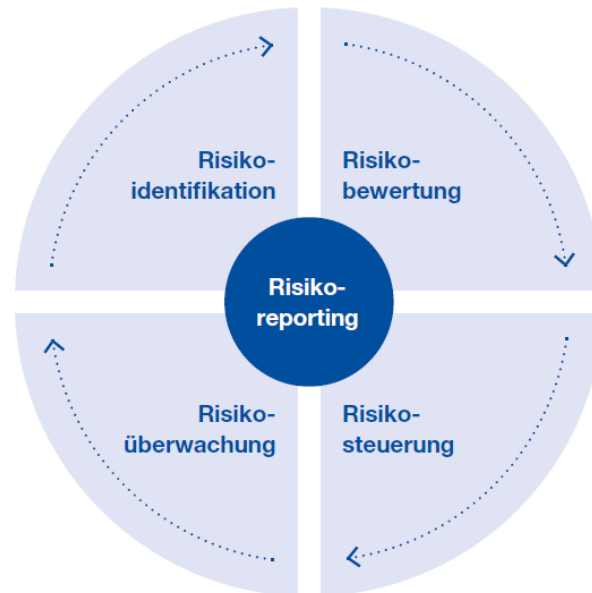 Risiko-
identifikation
Risiko-
bewertung
Risiko-
reporting
Risiko-
überwachung
Risiko-
steuerung